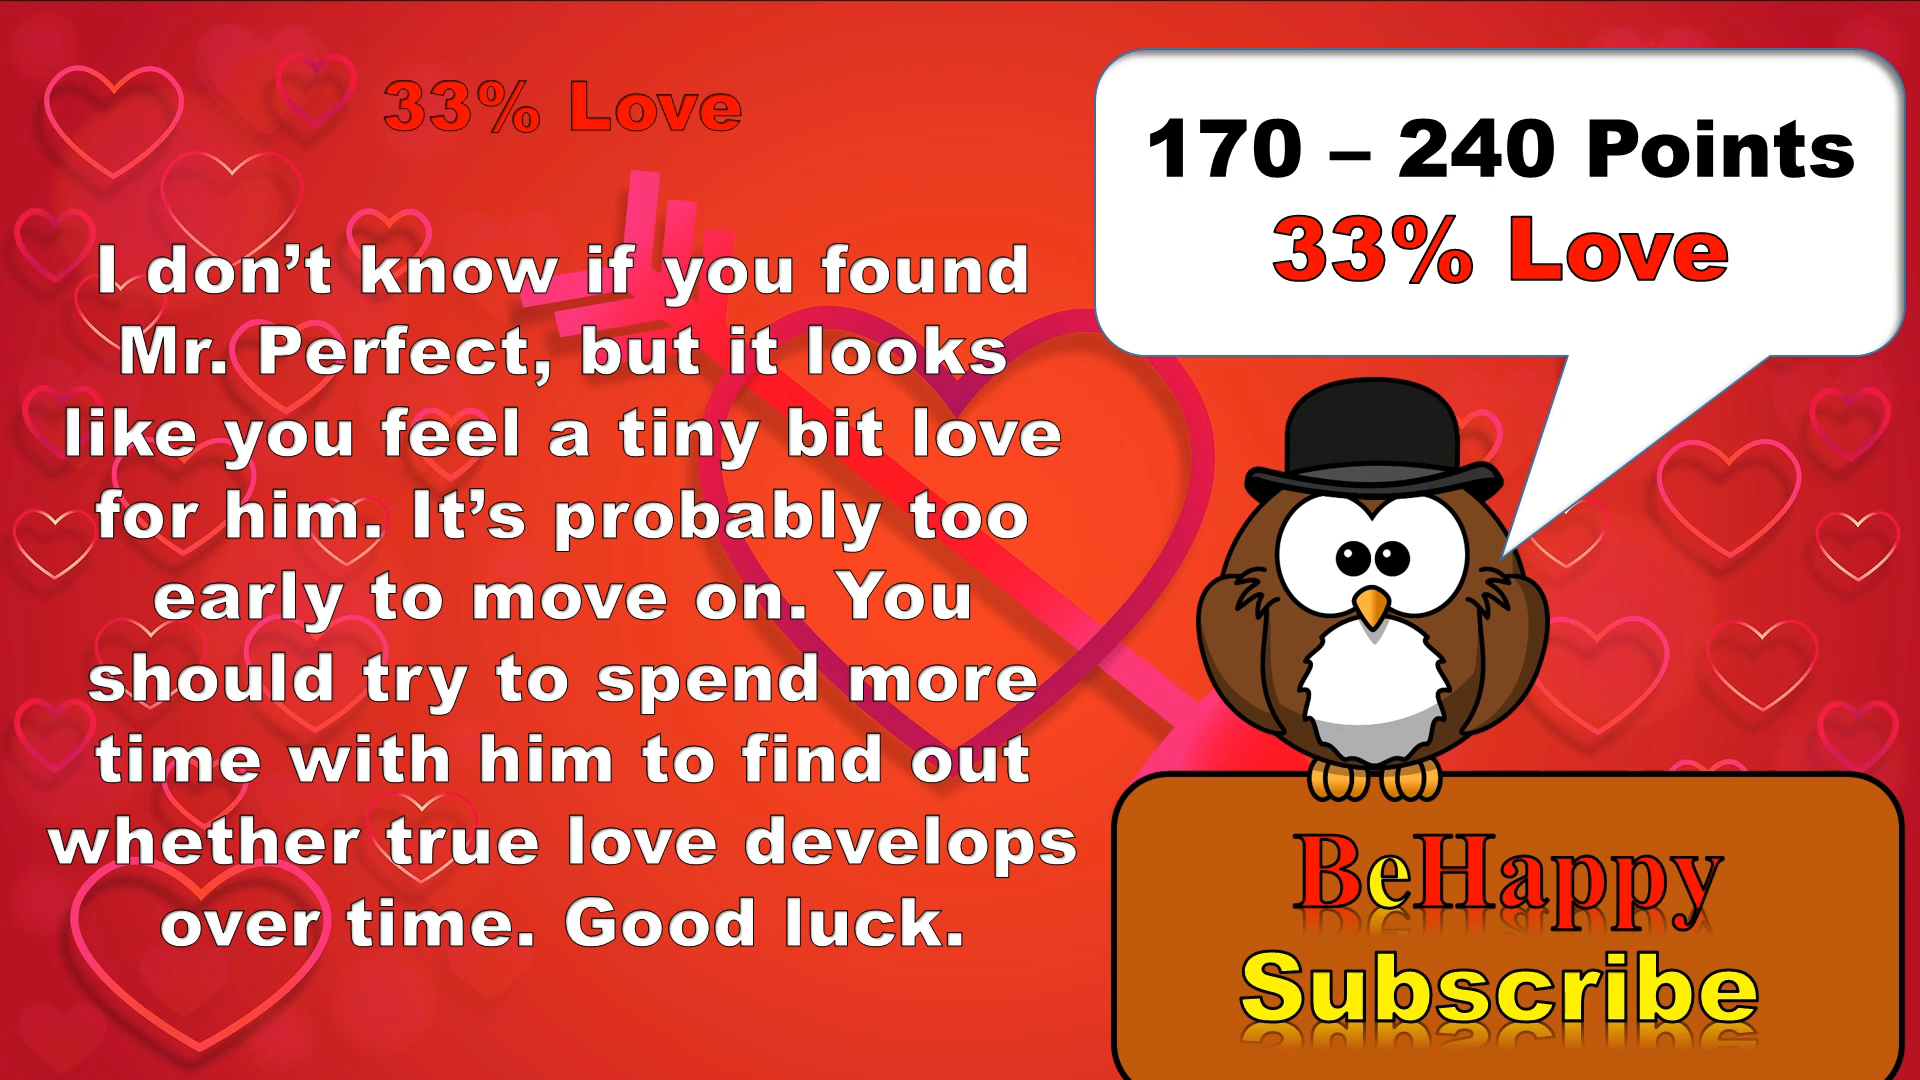 33% Love
I don’t know if you found
Mr. Perfect, but it looks
like you feel a tiny bit love
for him. It’s probably too
early to move on. You
should try to spend more
time with him to find out
whether true love develops
over time. Good luck.
170 – 240 Points
33% Love
BeHappy
Subscribe